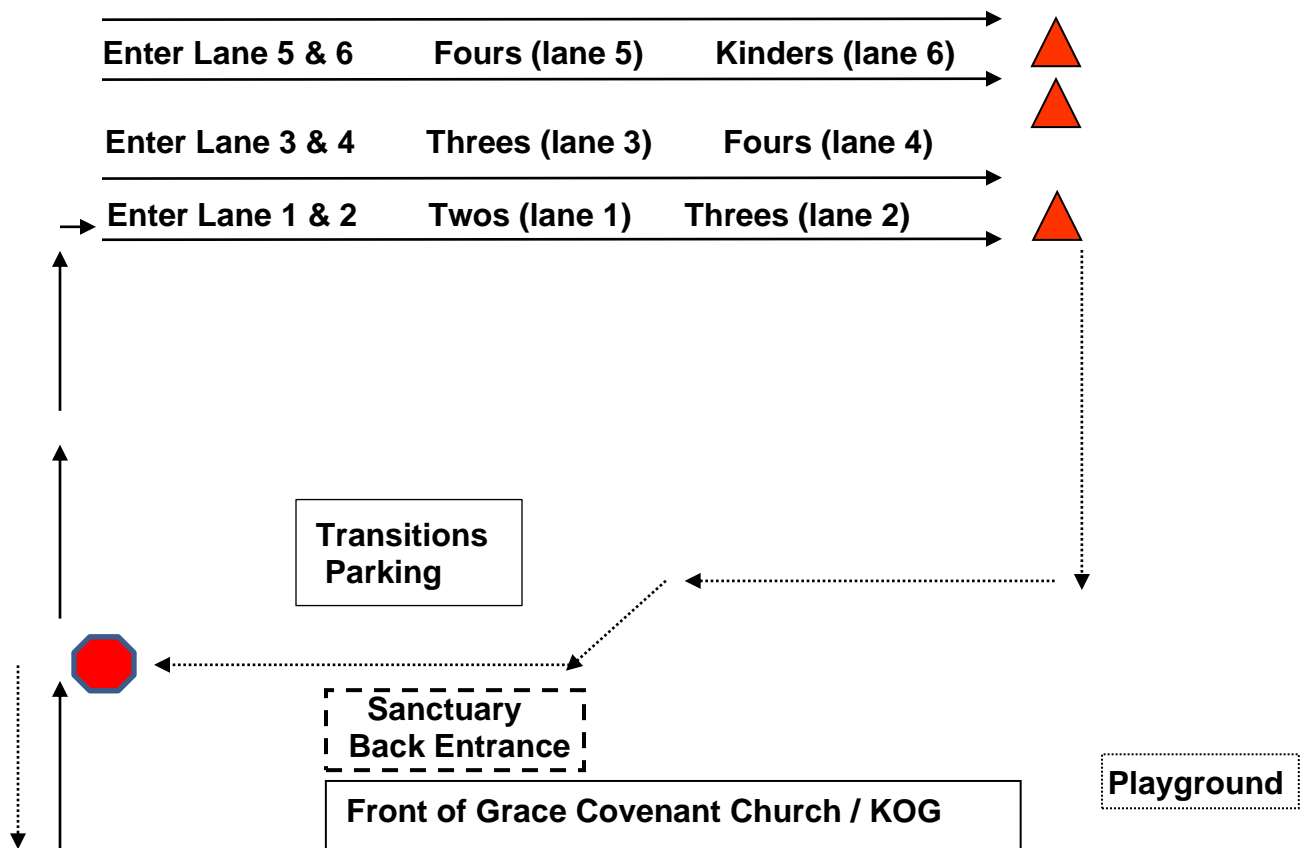 Enter Lane 5 & 6 Fours (lane 5) Kinders (lane 6)
Enter Lane 3 & 4 Threes (lane 3) Fours (lane 4)
Enter Lane 1 & 2 Twos (lane 1) Threes (lane 2)
Transitions
Parking
Sanctuary
Back Entrance
Playground
Front of Grace Covenant Church / KOG